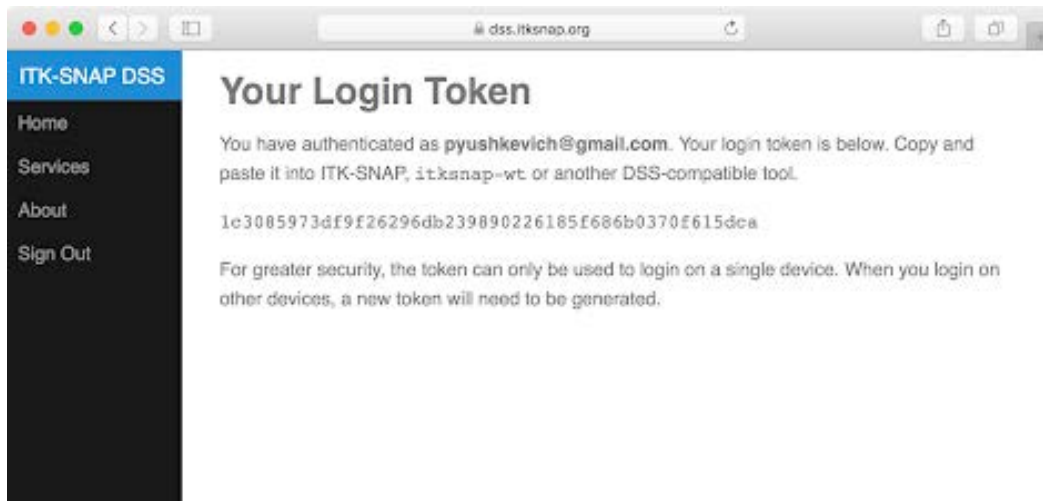 dss.itksnap.org
ITK-SNAP DSS
Home
Services
About
Sign Out
Your Login Token
You have authenticated as pyushkevich@gmail.com. Your login token is below. Copy and
paste it into ITK-SNAP, itksnap-wt or another DSS-compatible tool.
1c3085973df9f26296db239890226185f686b0370f615dca
For greater security, the token can only be used to login on a single device. When you login on
other devices, a new token will need to be generated.